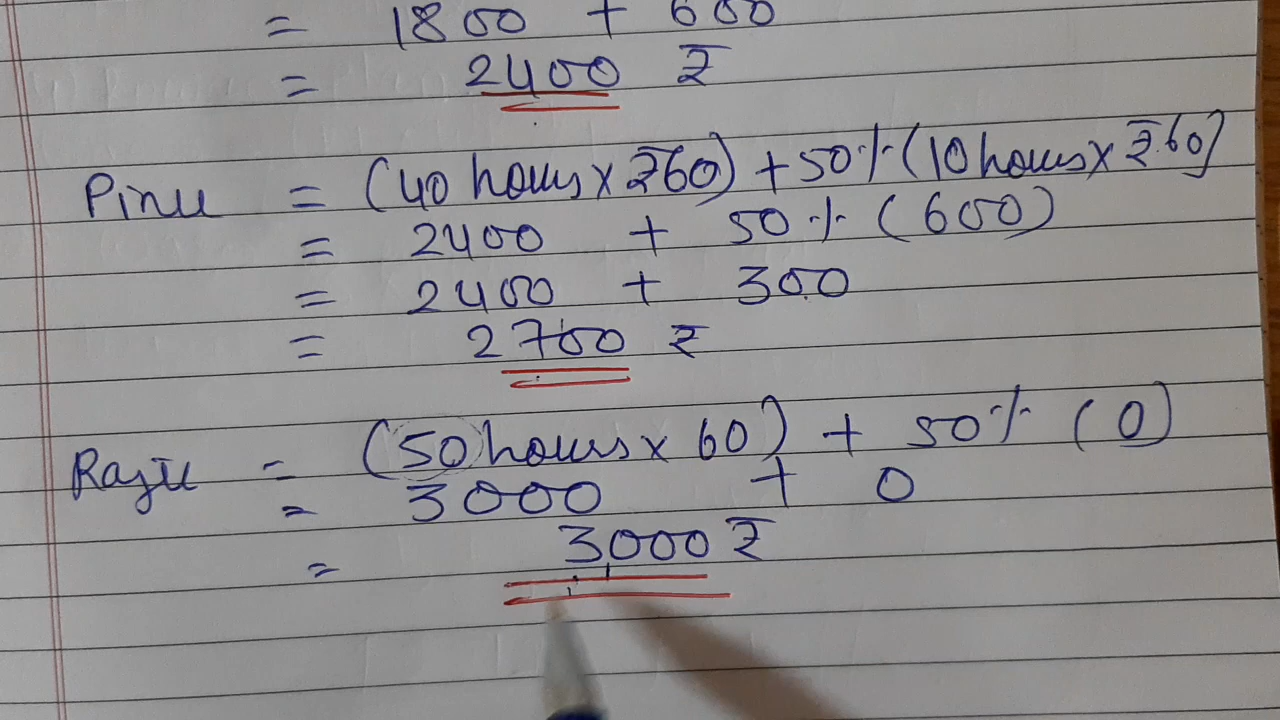 = 1800 + 600
= 2400 ₹
Pinu = (40 hours x ₹60) + 50% (10 hours x ₹60]
= 2400 + 50% (600)
= 2400 + 300
= 2700 ₹
Raju = (50 hours x 60) + 50% (0)
= 3000 + 0
= 3000 ₹